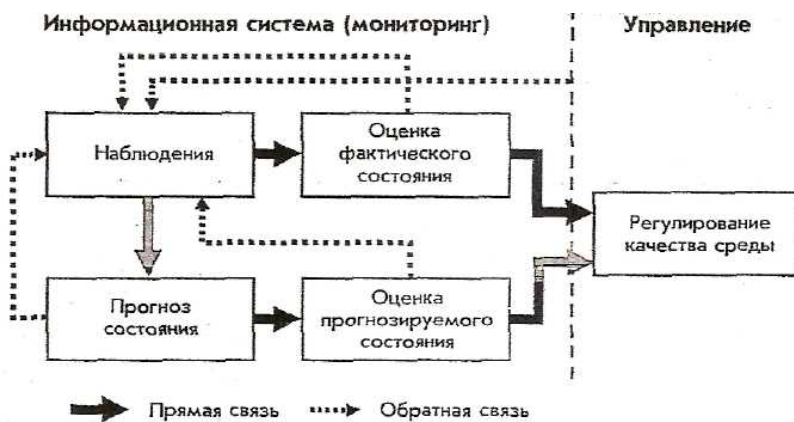 Информационная система (мониторинг)
Управление
Наблюдения
Оценка
фактического
состояния
Регулирование
качества среды
Прогноз
состояния
Оценка
прогнозируемого
состояния
Прямая связь
Обратная связь